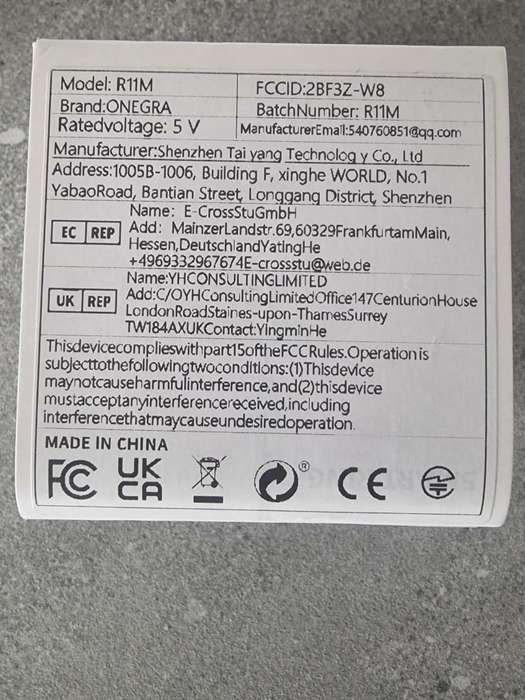 Model: R11M
FCCID:2BF3Z-W8
Brand:ONEGRA
BatchNumber: R11M
Ratedvoltage: 5 V
ManufacturerEmail:540760851@qq.com
Manufacturer:Shenzhen Tai yang Technolog y Co., Ltd
Address:1005B-1006, Building F, xinghe WORLD, No.1
YabaoRoad, Bantian Street, Longgang District, Shenzhen
EC REP
Name: E-CrossStuGmbH
Add: MainzerLandstr.69,60329FrankfurtamMain,
Hessen,DeutschlandYatingHe
+4969332967674E-crossstu@web.de
UK REP
Name:YHCONSULTINGLIMITED
Add:C/OYHConsultingLimitedOffice147CenturionHouse
LondonRoadStaines-upon-ThamesSurrey
TW184AXUKContact:YingminHe
Thisdevicecomplieswithpart15oftheFCCRules.Operationis
subjecttothefollowingtwoconditions:(1)Thisdevice
maynotcauseharmfulinterference,and(2)thisdevice
mustacceptanyinterferencereceived,including
interferencethatmaycauseundesiredoperation.
MADE IN CHINA
FC UK CA ® CE